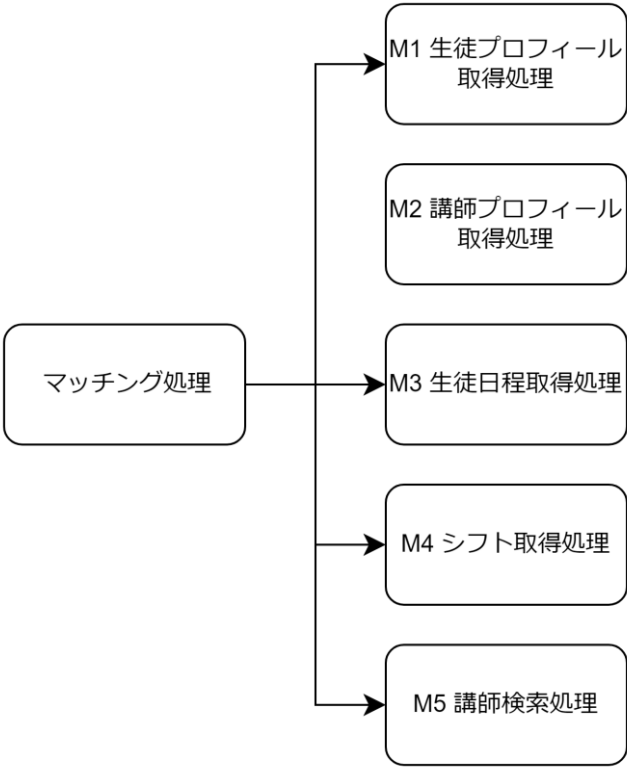 M1 生徒プロフィール
取得処理
M2 講師プロフィール
取得処理
マッチング処理
M3 生徒日程取得処理
M4 シフト取得処理
M5 講師検索処理